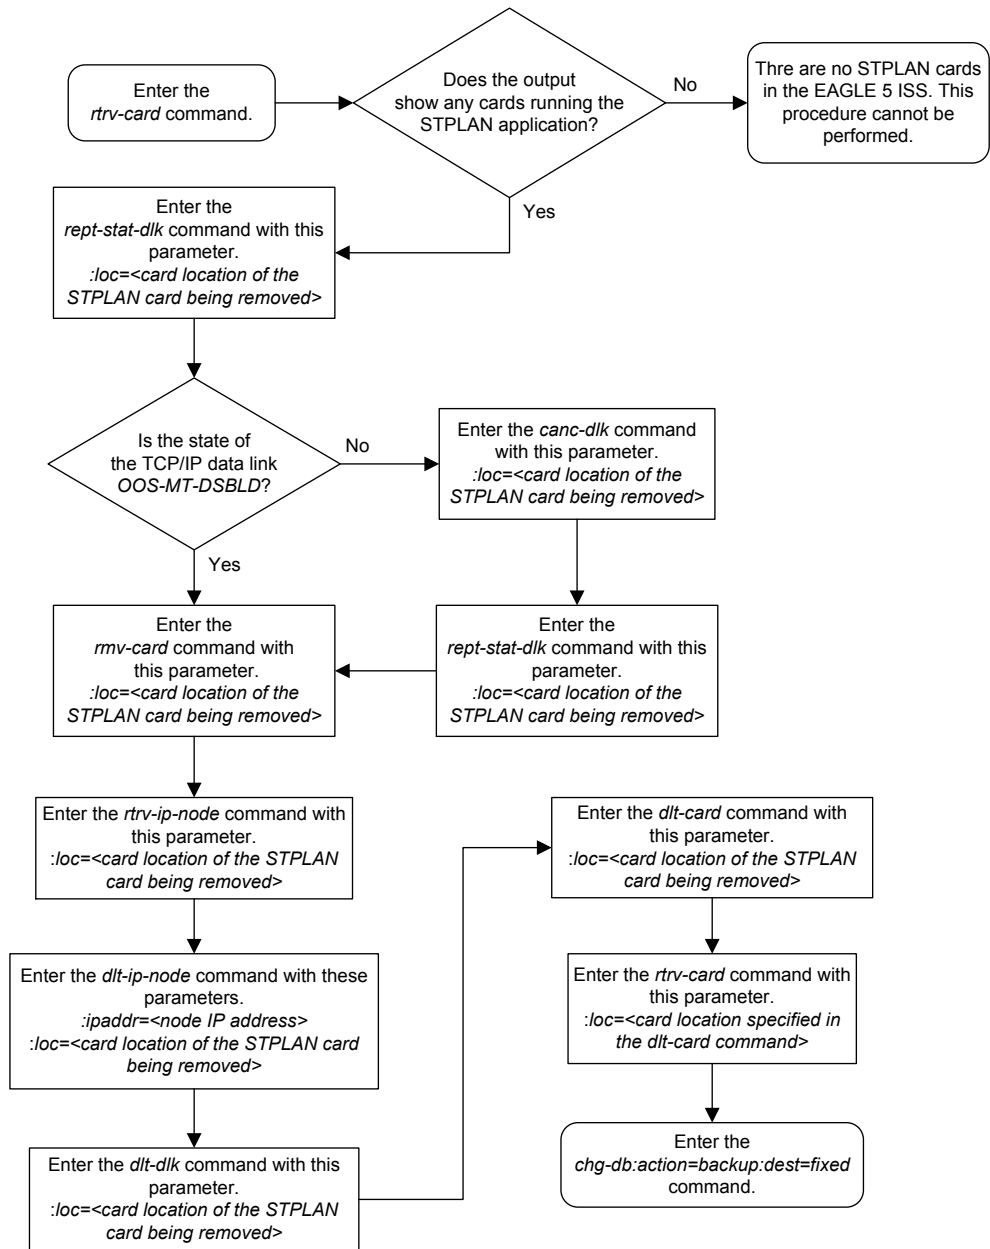 Enter the
rtrv-card command.
Does the output
show any cards running the
STPLAN application?
No
Thre are no STPLAN cards
in the EAGLE 5 ISS. This
procedure cannot be
performed.
Yes
Enter the
rept-stat-dlk command with this
parameter.
:loc=<card location of the
STPLAN card being removed>
Is the state of
the TCP/IP data link
OOS-MT-DSBLD?
No
Enter the canc-dlk command
with this parameter.
:loc=<card location of the
STPLAN card being removed>
Yes
Enter the
rmv-card command with
this parameter.
:loc=<card location of the
STPLAN card being removed>
Enter the
rept-stat-dlk command with this
parameter.
:loc=<card location of the
STPLAN card being removed>
Enter the rtrv-ip-node command with
this parameter.
:loc=<card location of the STPLAN
card being removed>
Enter the dlt-ip-node command with these
parameters.
:ipaddr=<node IP address>
:loc=<card location of the STPLAN card
being removed>
Enter the dlt-dlk command with this
parameter.
:loc=<card location of the STPLAN
card being removed>
Enter the dlt-card command with
this parameter.
:loc=<card location of the STPLAN
card being removed>
Enter the rtrv-card command with
this parameter.
:loc=<card location specified in
the dlt-card command>
Enter the
chg-db:action=backup:dest=fixed
command.